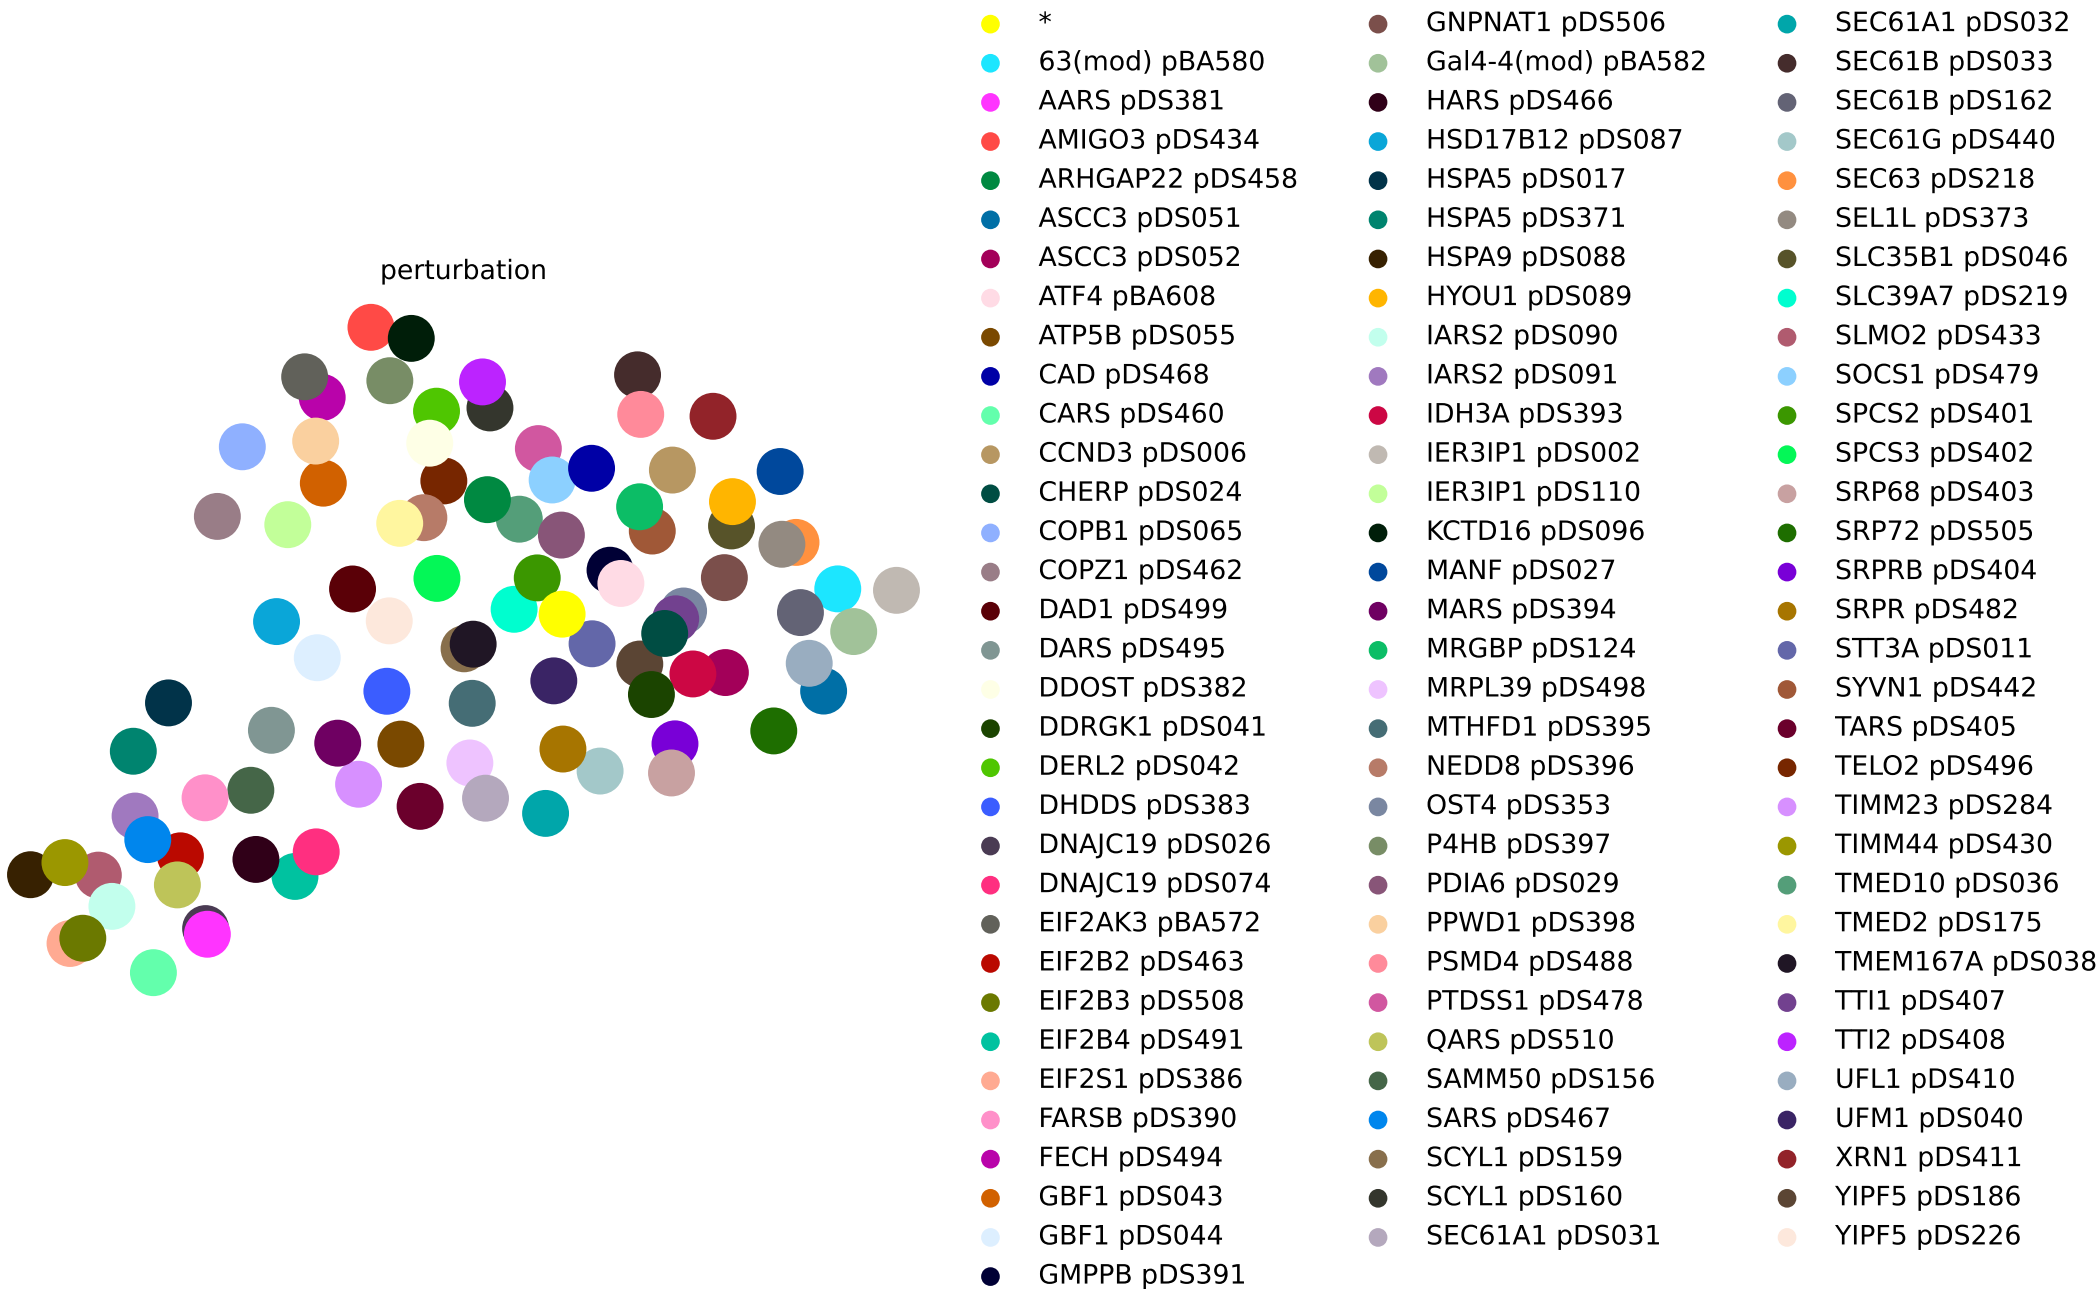 perturbation
*
63(mod) pBA580
AARS pDS381
AMIGO3 pDS434
ARHGAP22 pDS458
ASCC3 pDS051
ASCC3 pDS052
ATF4 pBA608
ATP5B pDS055
CAD pDS468
CARS pDS460
CCND3 pDS006
CHERP pDS024
COPB1 pDS065
COPZ1 pDS462
DAD1 pDS499
DARS pDS495
DDOST pDS382
DDRGK1 pDS041
DERL2 pDS042
DHDDS pDS383
DNAJC19 pDS026
DNAJC19 pDS074
EIF2AK3 pBA572
EIF2B2 pDS463
EIF2B3 pDS508
EIF2B4 pDS491
EIF2S1 pDS386
FARSB pDS390
FECH pDS494
GBF1 pDS043
GBF1 pDS044
GMPPB pDS391
GNPNAT1 pDS506
Gal4-4(mod) pBA582
HARS pDS466
HSD17B12 pDS087
HSPA5 pDS017
HSPA5 pDS371
HSPA9 pDS088
HYOU1 pDS089
IARS2 pDS090
IARS2 pDS091
IDH3A pDS393
IER3IP1 pDS002
IER3IP1 pDS110
KCTD16 pDS096
MANF pDS027
MARS pDS394
MRGBP pDS124
MRPL39 pDS498
MTHFD1 pDS395
NEDD8 pDS396
OST4 pDS353
P4HB pDS397
PDIA6 pDS029
PPWD1 pDS398
PSMD4 pDS488
PTDSS1 pDS478
QARS pDS510
SAMM50 pDS156
SARS pDS467
SCYL1 pDS159
SCYL1 pDS160
SEC61A1 pDS031
SEC61A1 pDS032
SEC61B pDS033
SEC61B pDS162
SEC61G pDS440
SEC63 pDS218
SEL1L pDS373
SLC35B1 pDS046
SLC39A7 pDS219
SLMO2 pDS433
SOCS1 pDS479
SPCS2 pDS401
SPCS3 pDS402
SRP68 pDS403
SRP72 pDS505
SRPRB pDS404
SRPR pDS482
STT3A pDS011
SYVN1 pDS442
TARS pDS405
TELO2 pDS496
TIMM23 pDS284
TIMM44 pDS430
TMED10 pDS036
TMED2 pDS175
TMEM167A pDS038
TTI1 pDS407
TTI2 pDS408
UFL1 pDS410
UFM1 pDS040
XRN1 pDS411
YIPF5 pDS186
YIPF5 pDS226